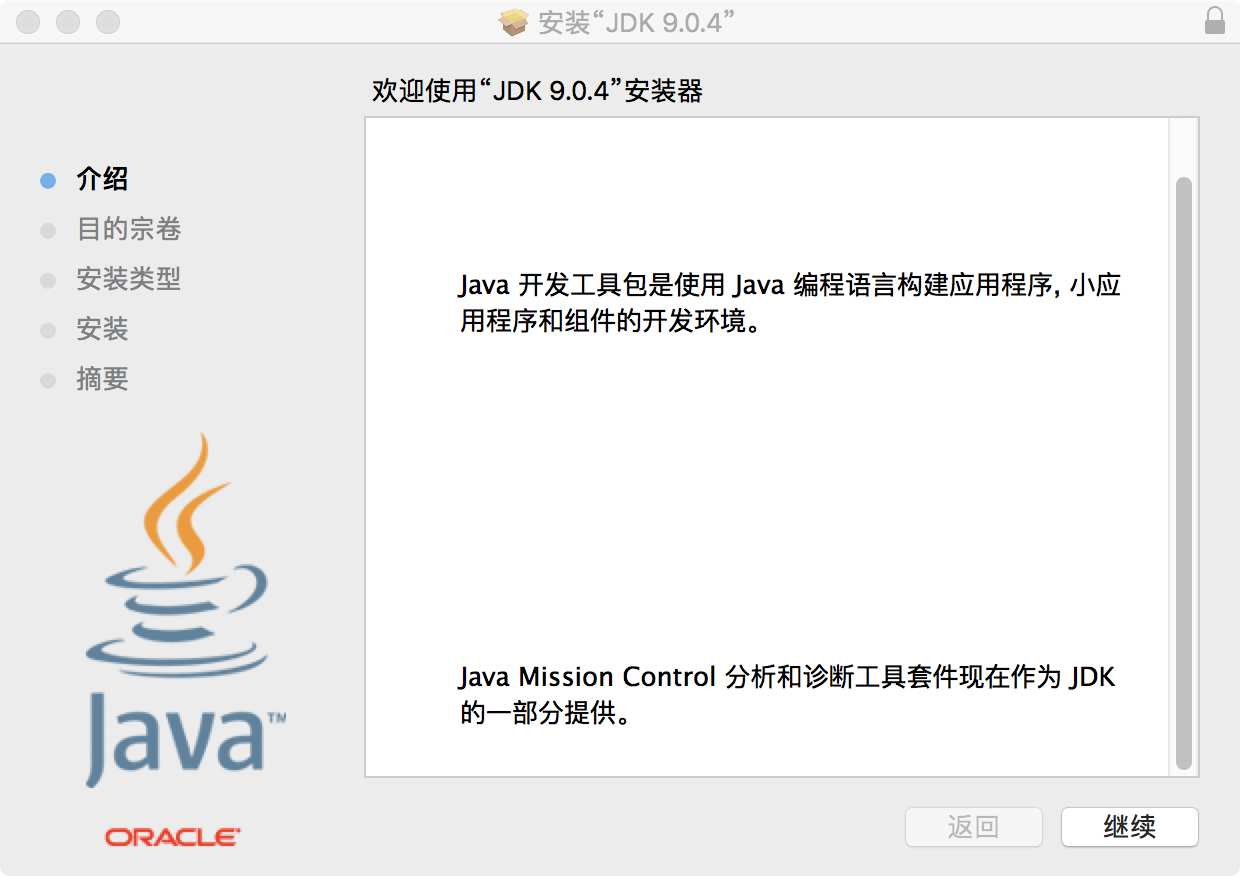 安装“JDK 9.0.4”
欢迎使用“JDK 9.0.4”安装器
介绍
目的宗卷
安装类型
安装
摘要
Java 开发工具包是使用 Java 编程语言构建应用程序, 小应
用程序和组件的开发环境。
Java Mission Control 分析和诊断工具套件现在作为 JDK
的一部分提供。
Java™
ORACLE®
返回
继续